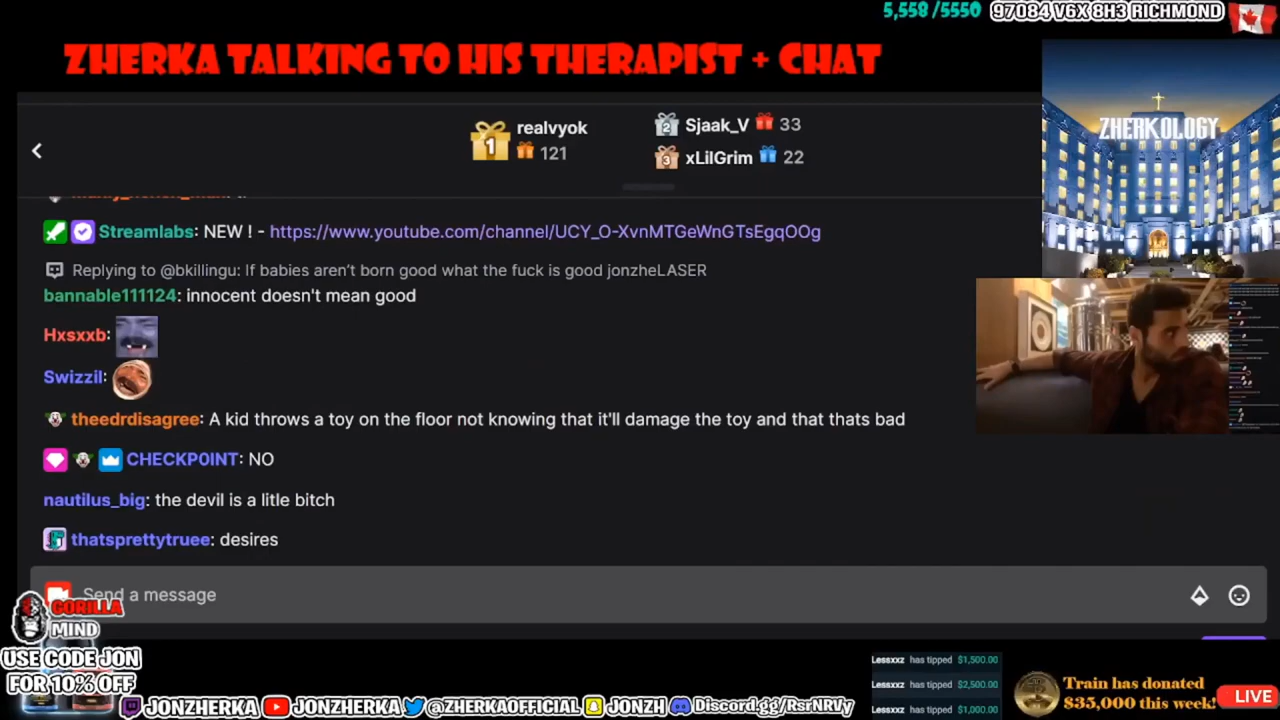 5,558 /5550
97084 V6X 8H3 RICHMOND
ZHERKA TALKING TO HIS THERAPIST + CHAT
ZHERKOLOGY
1 realvyok
121
2 Sjaak_V 33
3 xLilGrim 22
Streamlabs: NEW ! - https://www.youtube.com/channel/UCY_O-XvnMTGeWnGTsEgqOOg
Replying to @bkillingu: If babies aren't born good what the fuck is good jonzheLASER
bannable111124: innocent doesn't mean good
Hxsxxb:
Swizzil:
theedrdisagree: A kid throws a toy on the floor not knowing that it'll damage the toy and that thats bad
CHECKP0INT: NO
nautilus_big: the devil is a litle bitch
thatsprettytruee: desires
Send a message
GORILLA
MIND
USE CODE JON
FOR 10% OFF
Lessxxz has tipped $1,500.00
Lessxxz has tipped $2,500.00
Lessxxz has tipped $1,000.00
Train has donated
$35,000 this week!
LIVE
JONZHERKA JONZHERKA @ZHERKAOFFICIAL JONZH Discord.gg/RsrNRVy